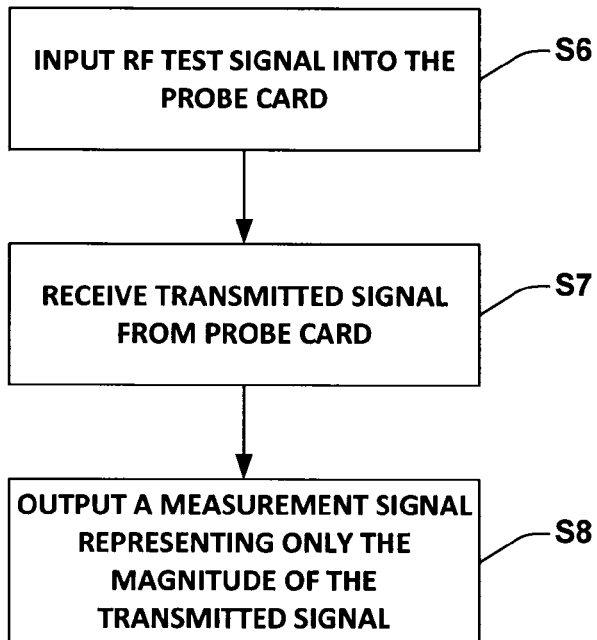 INPUT RF TEST SIGNAL INTO THE
PROBE CARD
S6
RECEIVE TRANSMITTED SIGNAL
FROM PROBE CARD
S7
OUTPUT A MEASUREMENT SIGNAL
REPRESENTING ONLY THE
MAGNITUDE OF THE
TRANSMITTED SIGNAL
S8